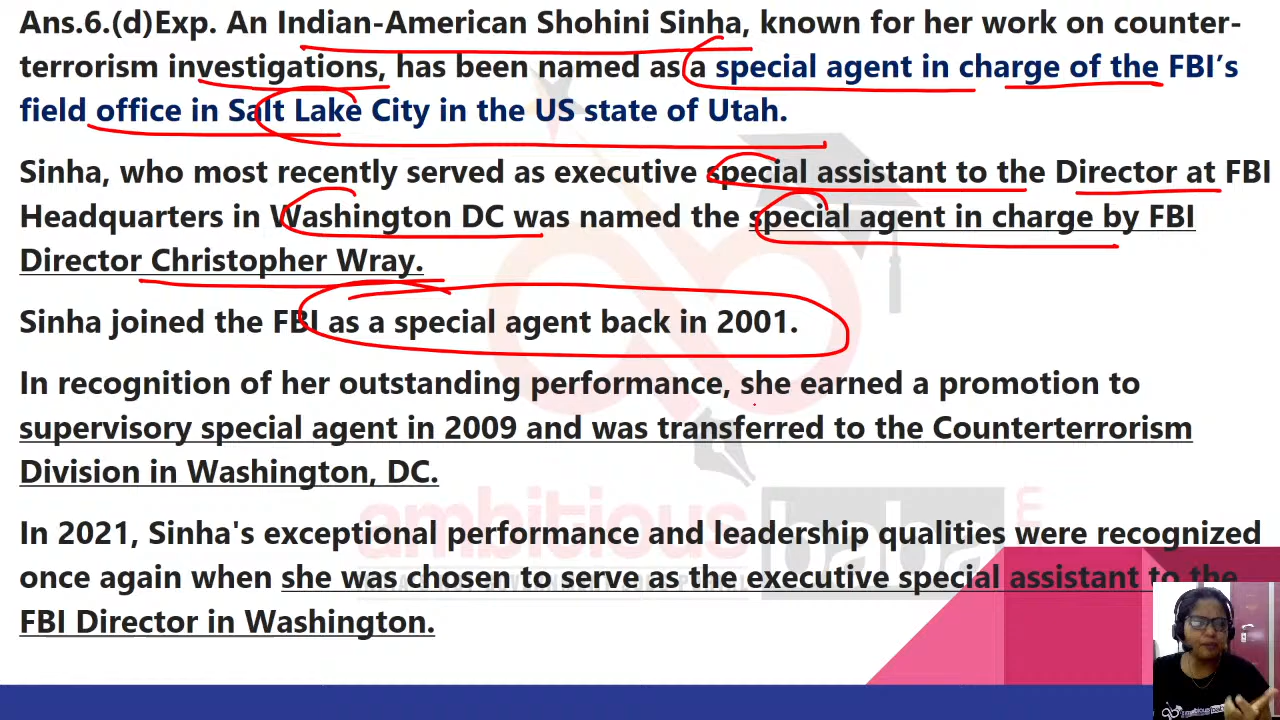 Ans.6.(d)Exp. An Indian-American Shohini Sinha, known for her work on counter-
terrorism investigations, has been named as a special agent in charge of the FBI’s
field office in Salt Lake City in the US state of Utah.
Sinha, who most recently served as executive special assistant to the Director at FBI
Headquarters in Washington DC was named the special agent in charge by FBI
Director Christopher Wray.
Sinha joined the FBI as a special agent back in 2001.
In recognition of her outstanding performance, she earned a promotion to
supervisory special agent in 2009 and was transferred to the Counterterrorism
Division in Washington, DC.
In 2021, Sinha's exceptional performance and leadership qualities were recognized
once again when she was chosen to serve as the executive special assistant to the
FBI Director in Washington.
ambitious baba